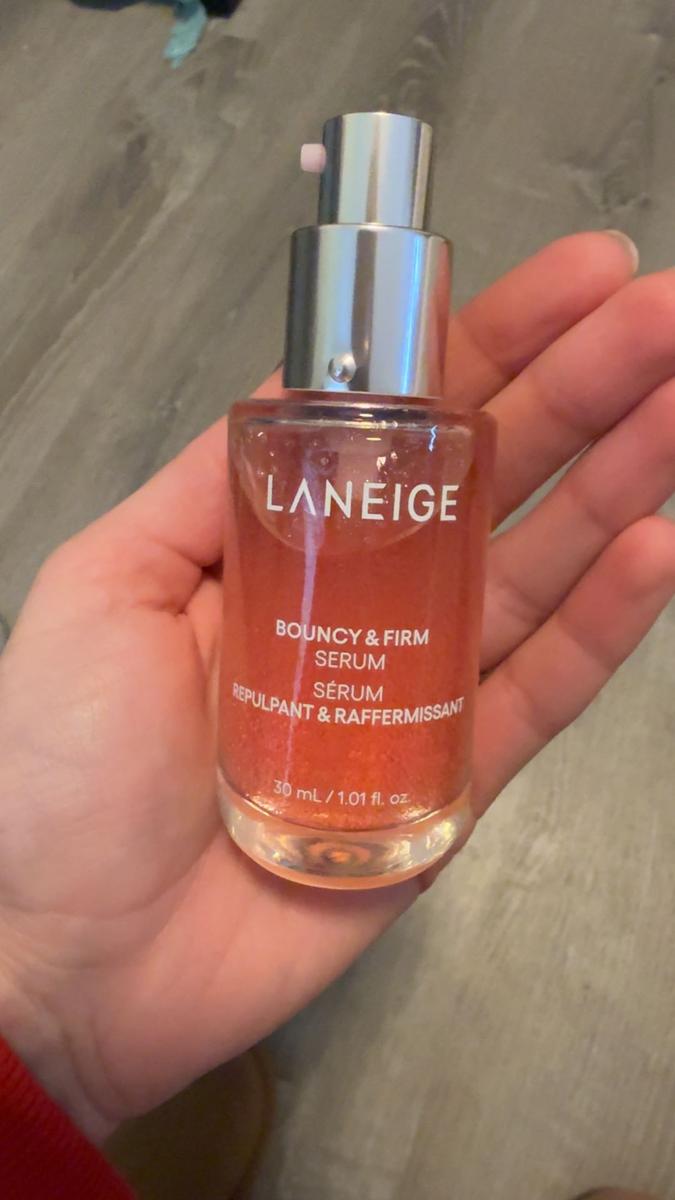 LANEIGE
BOUNCY & FIRM
SERUM
SÉRUM
REPULPANT & RAFFERMISSANT
30 mL / 1.01 fl. oz.